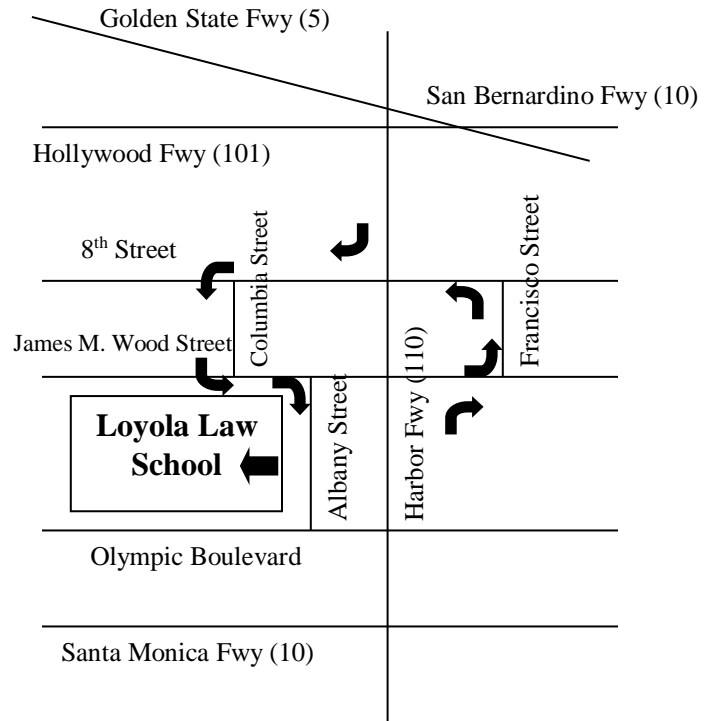 Golden State Fwy (5)
San Bernardino Fwy (10)
Hollywood Fwy (101)
8th Street
Columbia Street
Francisco Street
James M. Wood Street
Harbor Fwy (110)
Albany Street
Loyola Law
School
Olympic Boulevard
Santa Monica Fwy (10)